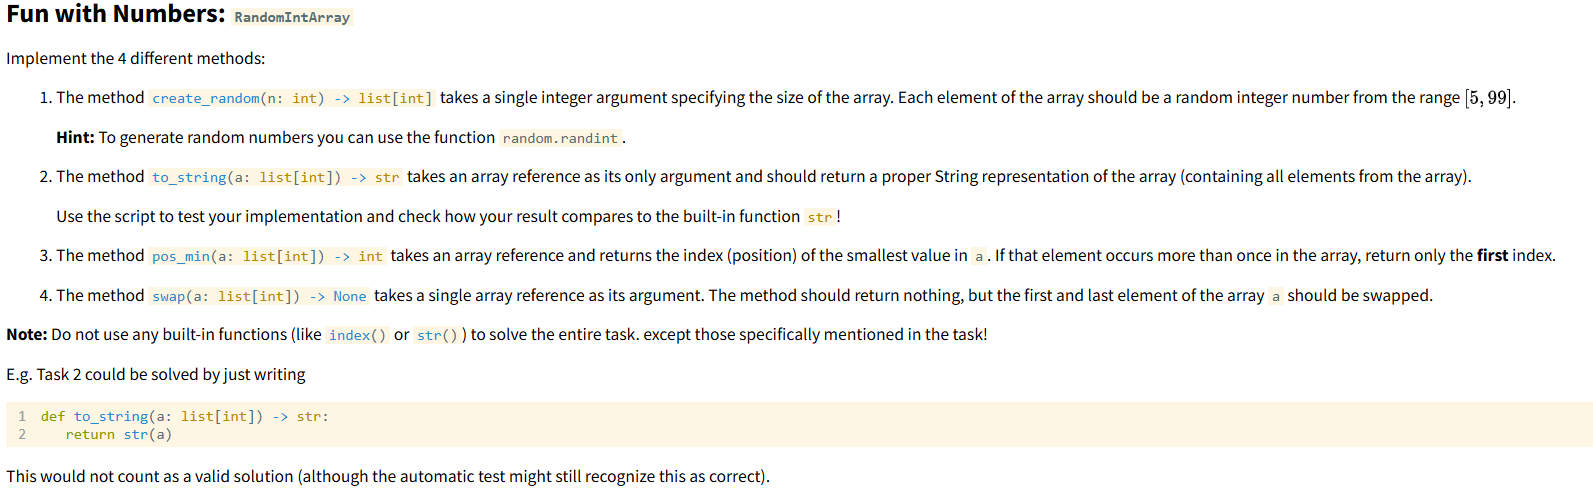 Fun with Numbers: RandomIntArray
Implement the 4 different methods:
1. The method create_random(n: int) -> list[int] takes a single integer argument specifying the size of the array. Each element of the array should be a random integer number from the range [5, 99].
Hint: To generate random numbers you can use the function random.randint .
2. The method to_string(a: list[int]) -> str takes an array reference as its only argument and should return a proper String representation of the array (containing all elements from the array).
Use the script to test your implementation and check how your result compares to the built-in function str !
3. The method pos_min(a: list[int]) -> int takes an array reference and returns the index (position) of the smallest value in a . If that element occurs more than once in the array, return only the first index.
4. The method swap(a: list[int]) -> None takes a single array reference as its argument. The method should return nothing, but the first and last element of the array a should be swapped.
Note: Do not use any built-in functions (like index() or str() ) to solve the entire task. except those specifically mentioned in the task!
E.g. Task 2 could be solved by just writing
1 def to_string(a: list[int]) -> str:
2 return str(a)
This would not count as a valid solution (although the automatic test might still recognize this as correct).